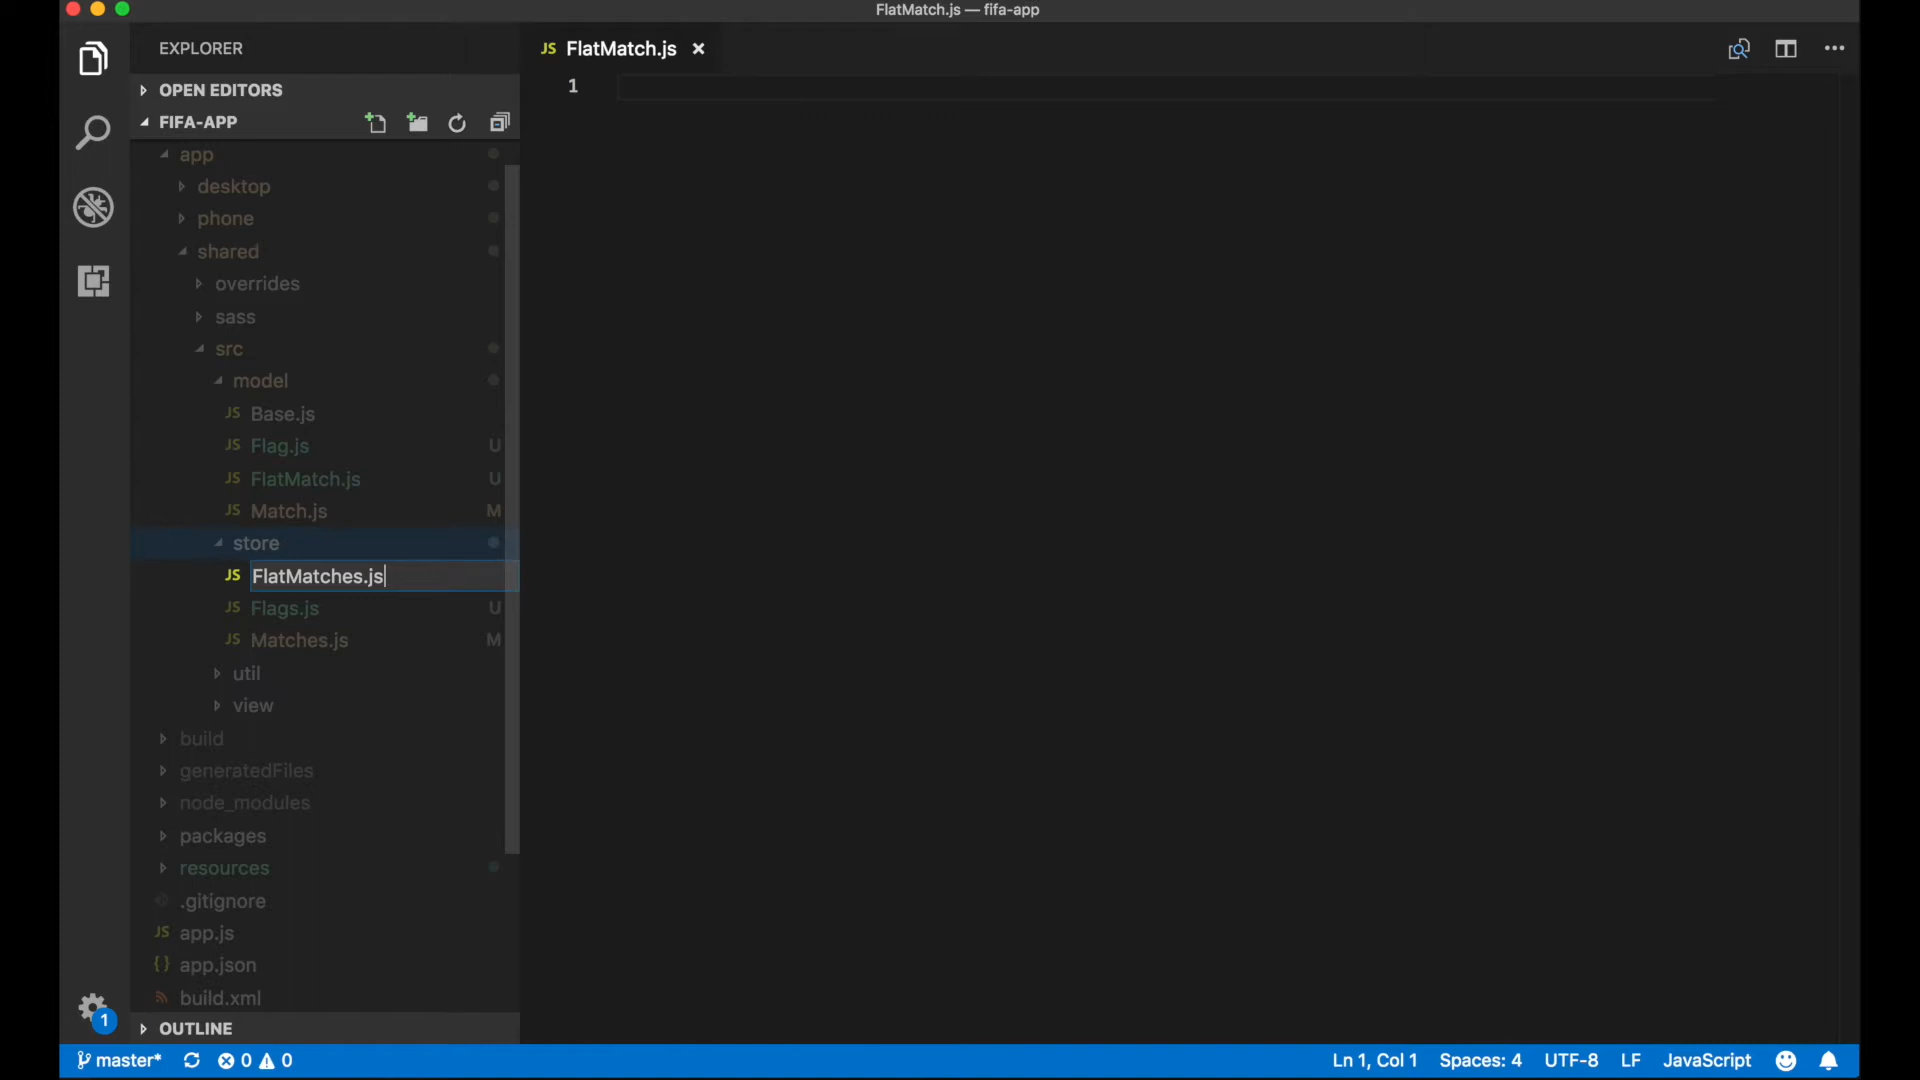 FlatMatch.js — fifa-app
EXPLORER
JS FlatMatch.js
OPEN EDITORS
1
FIFA-APP
app
desktop
phone
shared
overrides
sass
src
model
JS Base.js
JS Flag.js U
JS FlatMatch.js U
JS Match.js M
store
JS FlatMatches.js
JS Flags.js U
JS Matches.js M
util
view
build
generatedFiles
node_modules
packages
resources
.gitignore
JS app.js
{} app.json
build.xml
1
OUTLINE
master* 0 0 Ln 1, Col 1 Spaces: 4 UTF-8 LF JavaScript